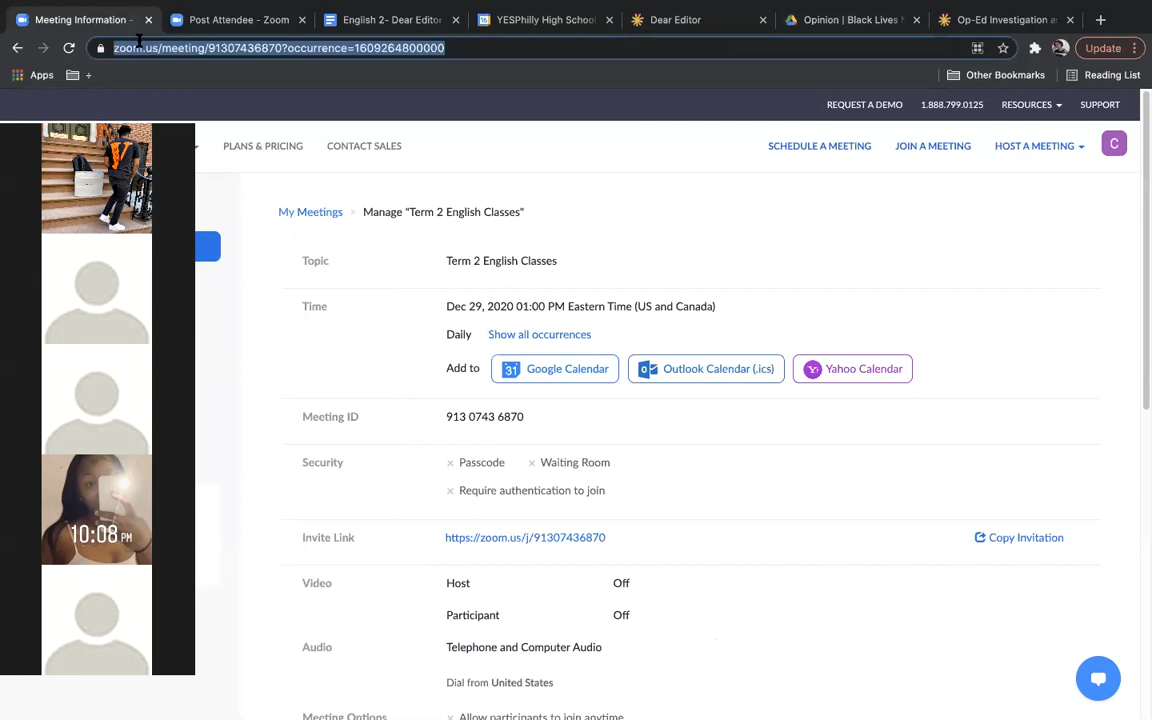 Meeting Information - Post Attendee - Zoom English 2- Dear Editor YESPhilly High School Dear Editor Opinion | Black Lives M Op-Ed Investigation a
zoom.us/meeting/91307436870?occurrence=1609264800000 Update
Apps Other Bookmarks Reading List
REQUEST A DEMO 1.888.799.0125 RESOURCES SUPPORT
PLANS & PRICING CONTACT SALES SCHEDULE A MEETING JOIN A MEETING HOST A MEETING C
My Meetings > Manage "Term 2 English Classes"
Topic Term 2 English Classes
Time Dec 29, 2020 01:00 PM Eastern Time (US and Canada)
Daily Show all occurrences
Add to 31 Google Calendar Outlook Calendar (.ics) Yahoo Calendar
Meeting ID 913 0743 6870
Security × Passcode × Waiting Room
× Require authentication to join
10:08 PM
Invite Link https://zoom.us/j/91307436870 Copy Invitation
Video Host Off
Participant Off
Audio Telephone and Computer Audio
Dial from United States
Meeting Options × Allow participants to join anytime